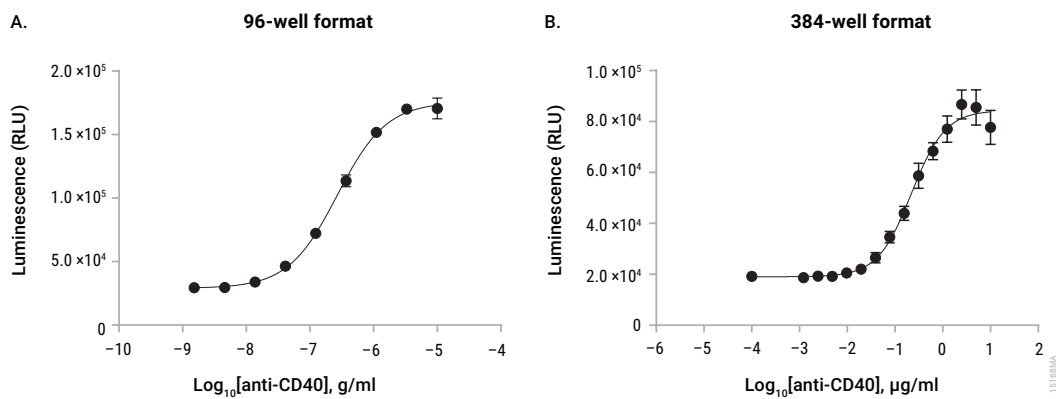 A.
96-well format
Luminescence (RLU)
2.0 ×10⁵
1.5 ×10⁵
1.0 ×10⁵
5.0 ×10⁴
0
−10 −9 −8 −7 −6 −5 −4
Log₁₀[anti-CD40], g/ml
B.
384-well format
Luminescence (RLU)
1.0 ×10⁵
8.0 ×10⁴
6.0 ×10⁴
4.0 ×10⁴
2.0 ×10⁴
0
−6 −5 −4 −3 −2 −1 0 1 2
Log₁₀[anti-CD40], µg/ml
15188MA